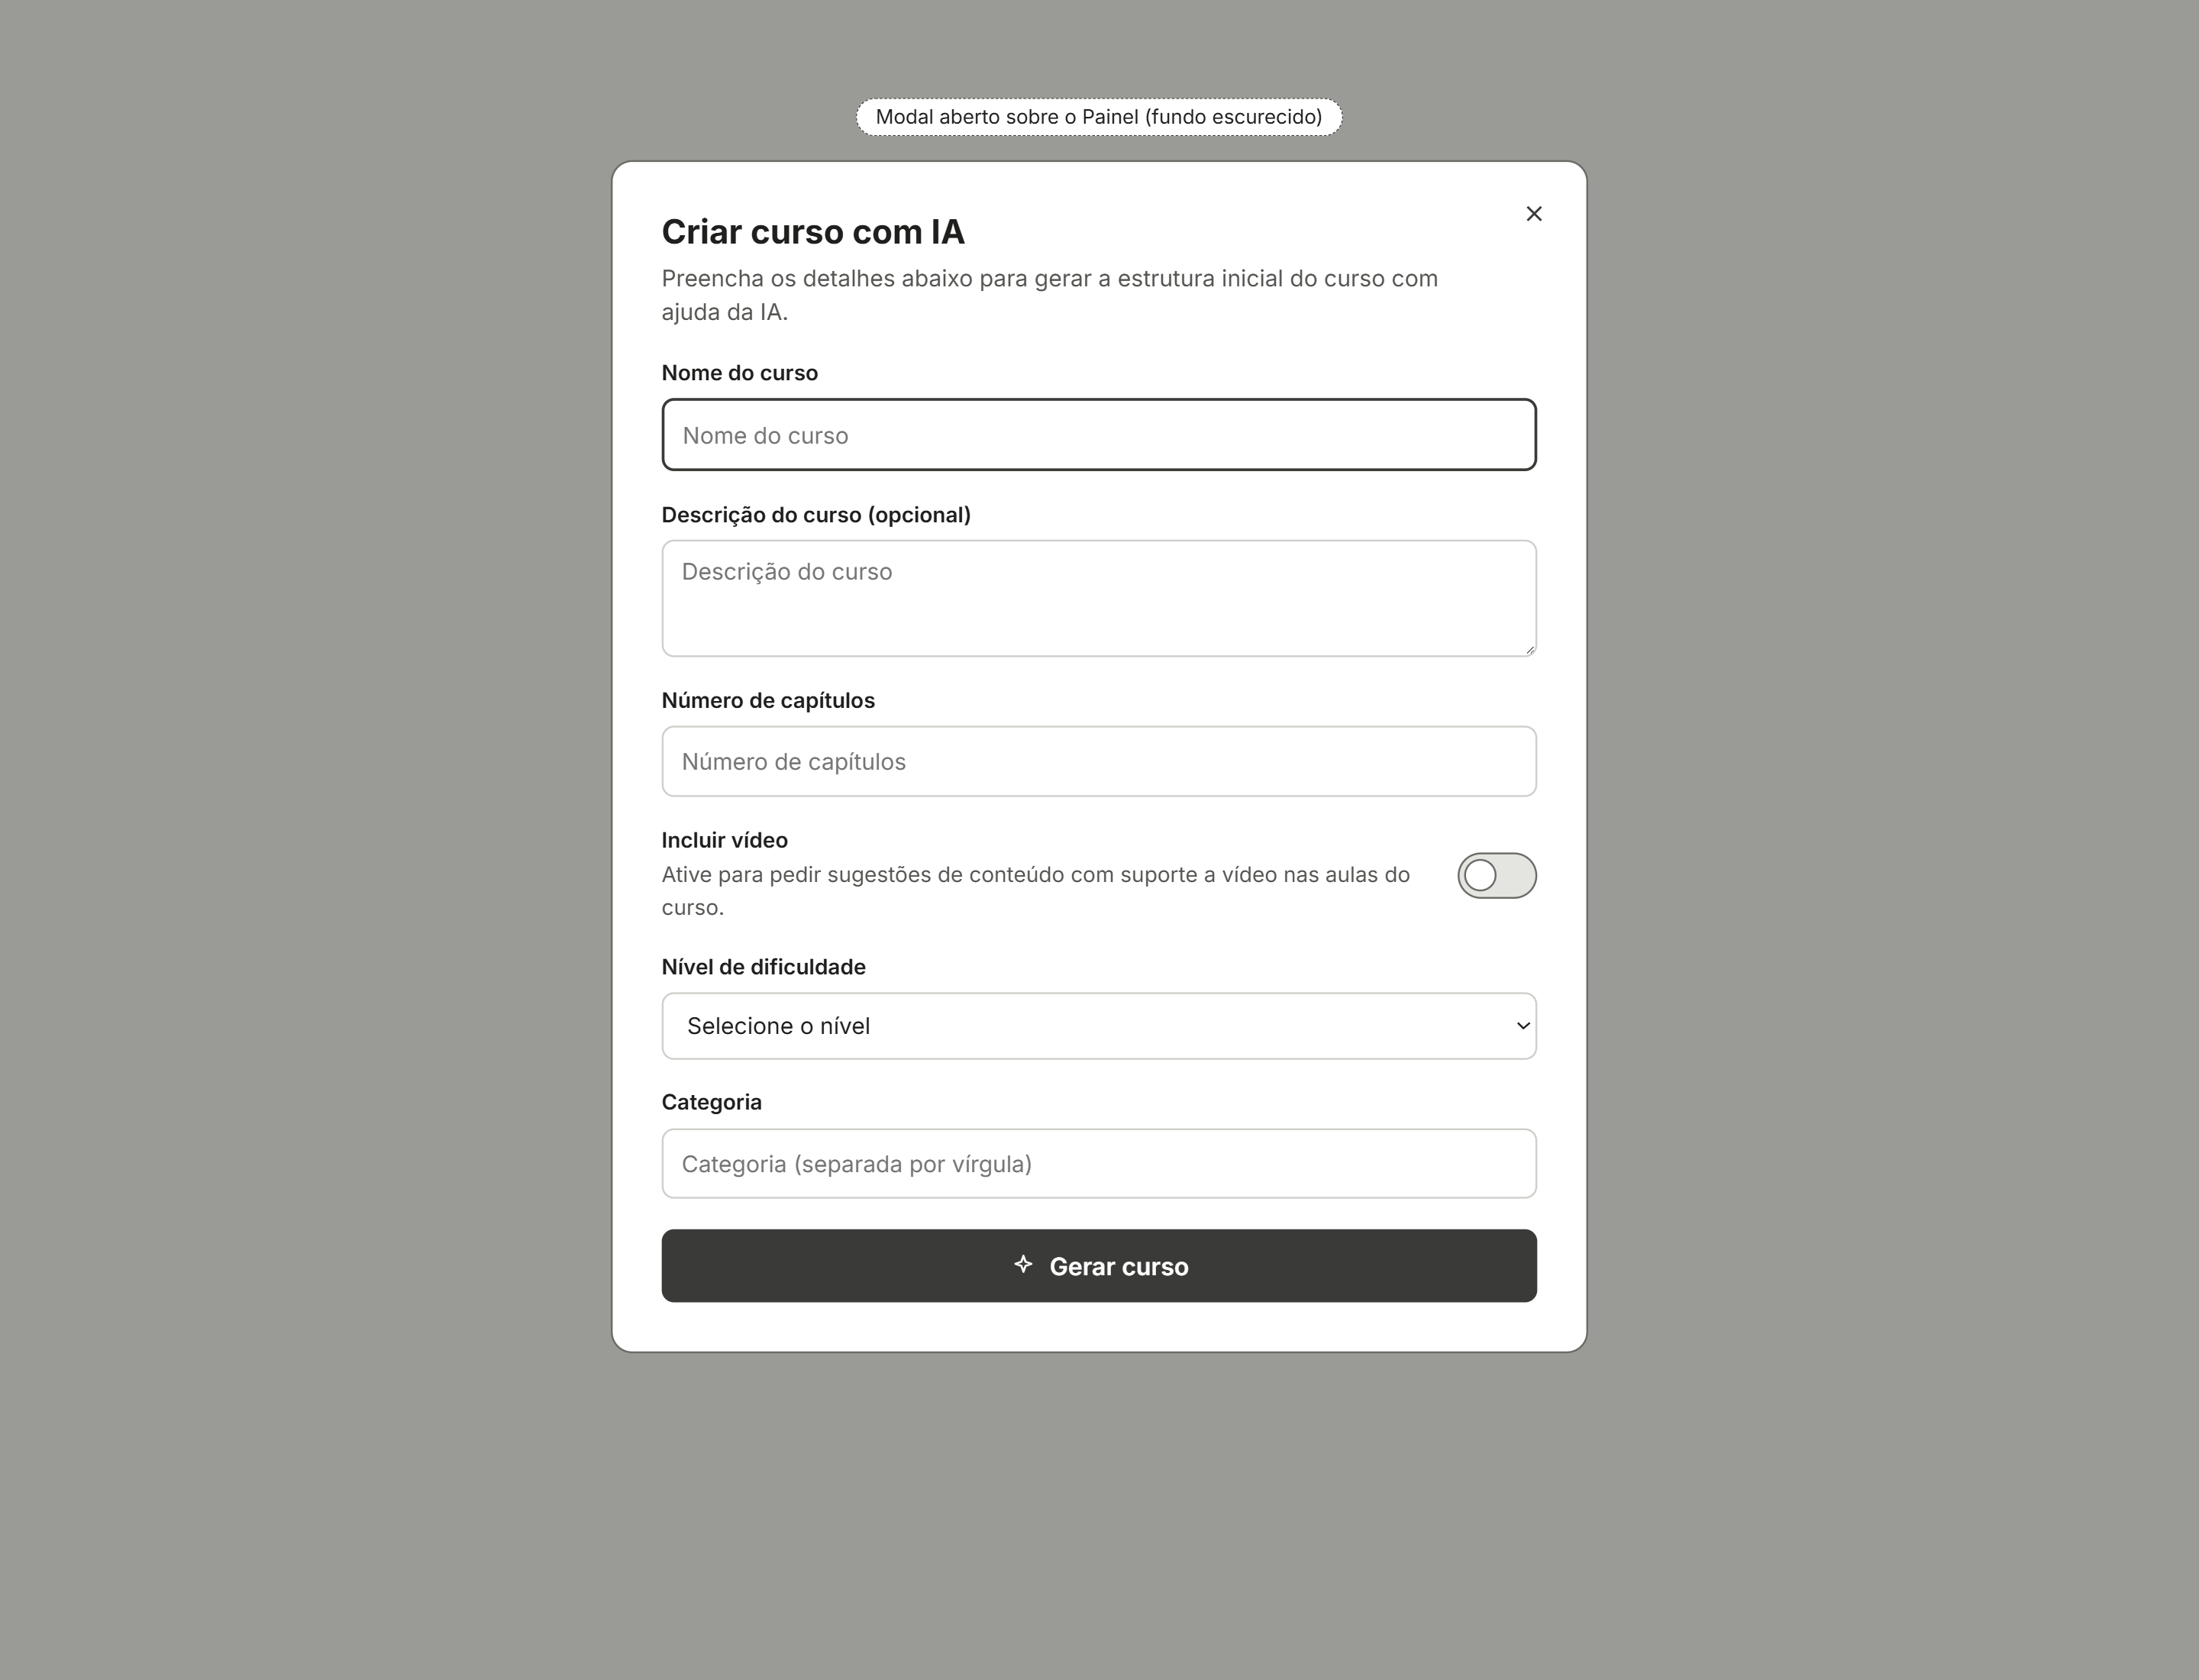 Modal aberto sobre o Painel (fundo escurecido)
Criar curso com IA
Preencha os detalhes abaixo para gerar a estrutura inicial do curso com
ajuda da IA.
Nome do curso
Nome do curso
Descrição do curso (opcional)
Descrição do curso
Número de capítulos
Número de capítulos
Incluir vídeo
Ative para pedir sugestões de conteúdo com suporte a vídeo nas aulas do
curso.
Nível de dificuldade
Selecione o nível
Categoria
Categoria (separada por vírgula)
Gerar curso